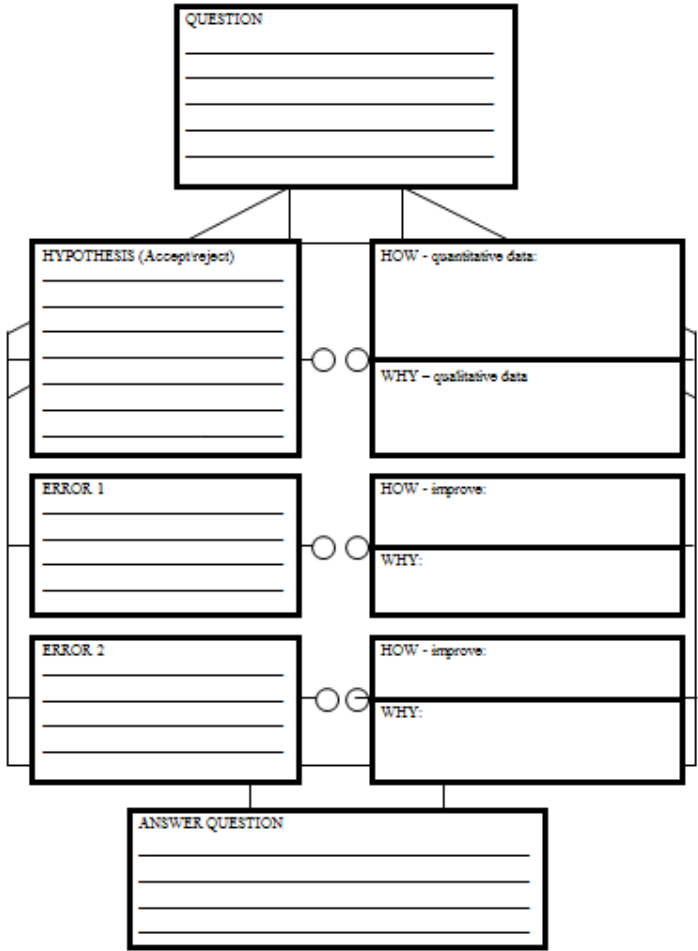 QUESTION
HYPOTHESIS (Accept/reject)
HOW - quantitative data:
WHY – qualitative data
ERROR 1
HOW - improve:
WHY:
ERROR 2
HOW - improve:
WHY:
ANSWER QUESTION